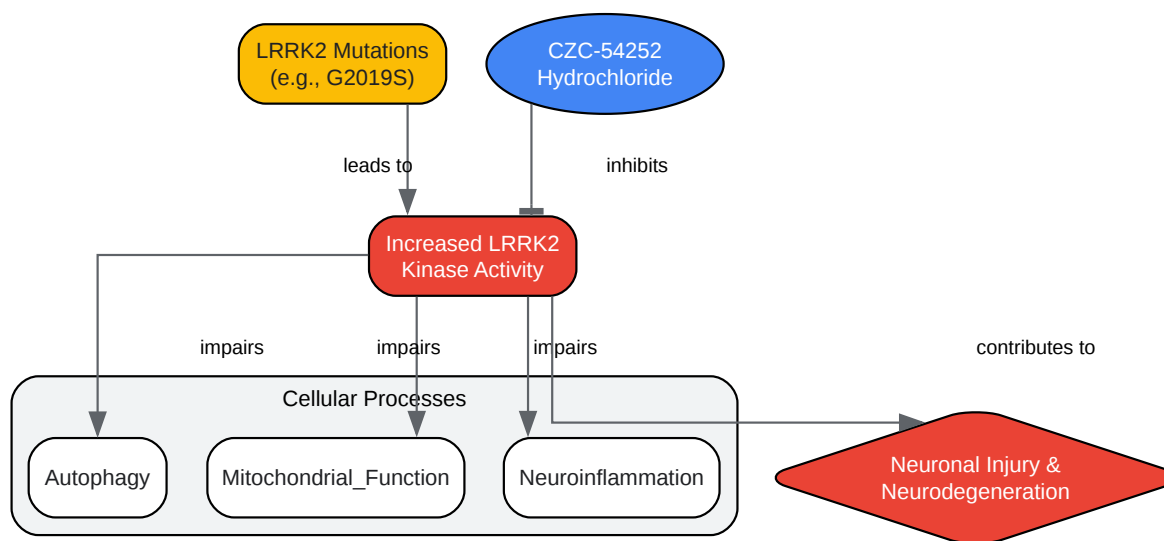 LRRK2 Mutations
(e.g., G2019S)
CZC-54252
Hydrochloride
leads to
inhibits
Increased LRRK2
Kinase Activity
impairs
impairs
impairs
contributes to
Cellular Processes
Autophagy
Mitochondrial_Function
Neuroinflammation
Neuronal Injury &
Neurodegeneration